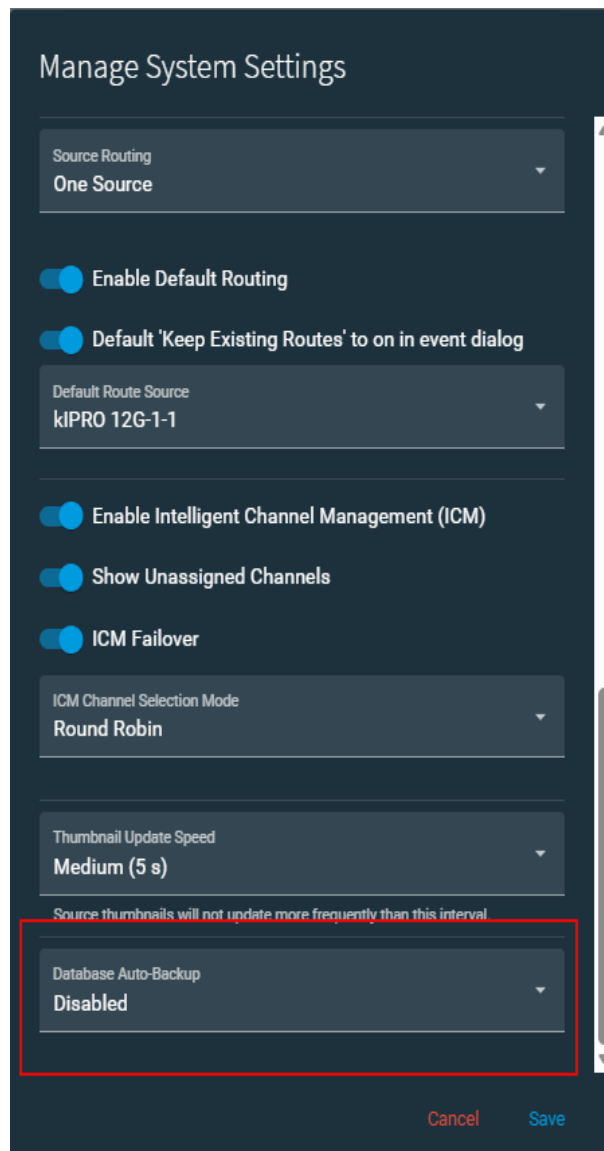 Manage System Settings
Source Routing
One Source
Enable Default Routing
Default 'Keep Existing Routes' to on in event dialog
Default Route Source
kIPRO 12G-1-1
Enable Intelligent Channel Management (ICM)
Show Unassigned Channels
ICM Failover
ICM Channel Selection Mode
Round Robin
Thumbnail Update Speed
Medium (5 s)
Source thumbnails will not update more frequently than this interval.
Database Auto-Backup
Disabled
Cancel Save